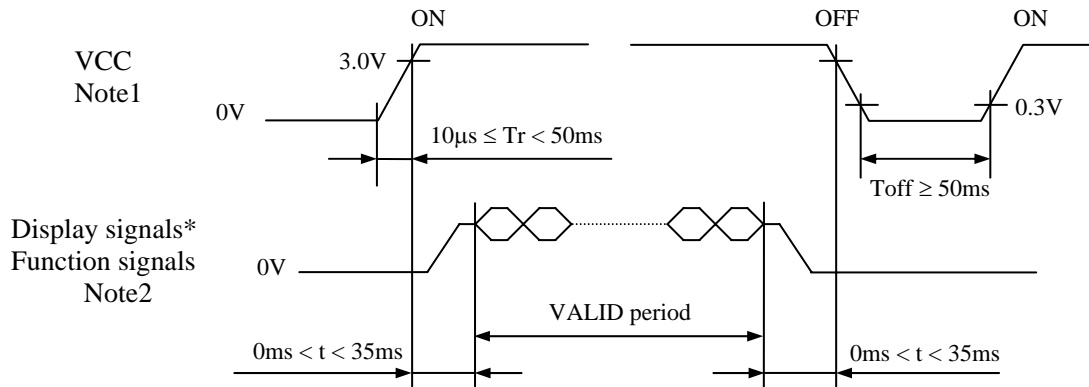 ON
OFF
ON
VCC
Note1
3.0V
0V
0.3V
10μs ≤ Tr < 50ms
Toff ≥ 50ms
Display signals*
Function signals
Note2
0V
VALID period
0ms < t < 35ms
0ms < t < 35ms